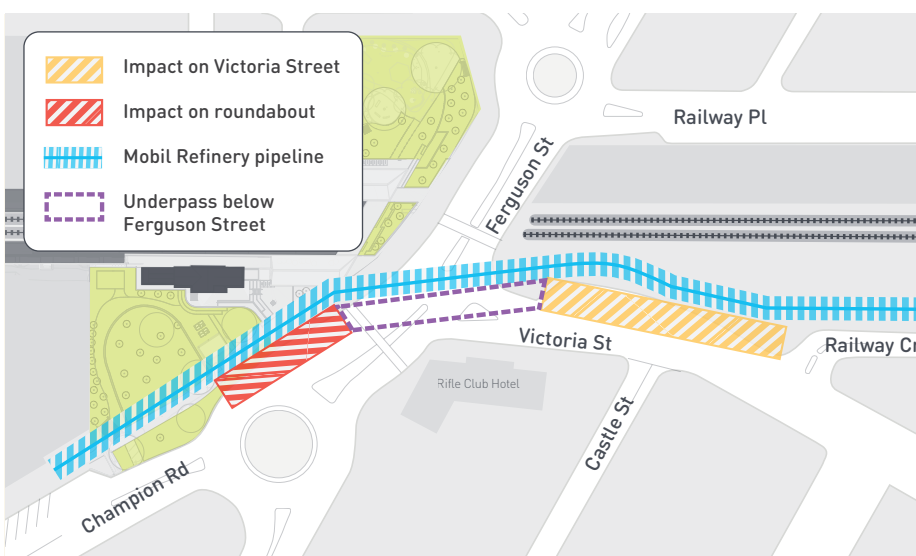 Impact on Victoria Street
Impact on roundabout
Mobil Refinery pipeline
Underpass below
Ferguson Street
Railway Pl
Ferguson St
Victoria St
Railway Cr
Rifle Club Hotel
Castle St
Champion Rd